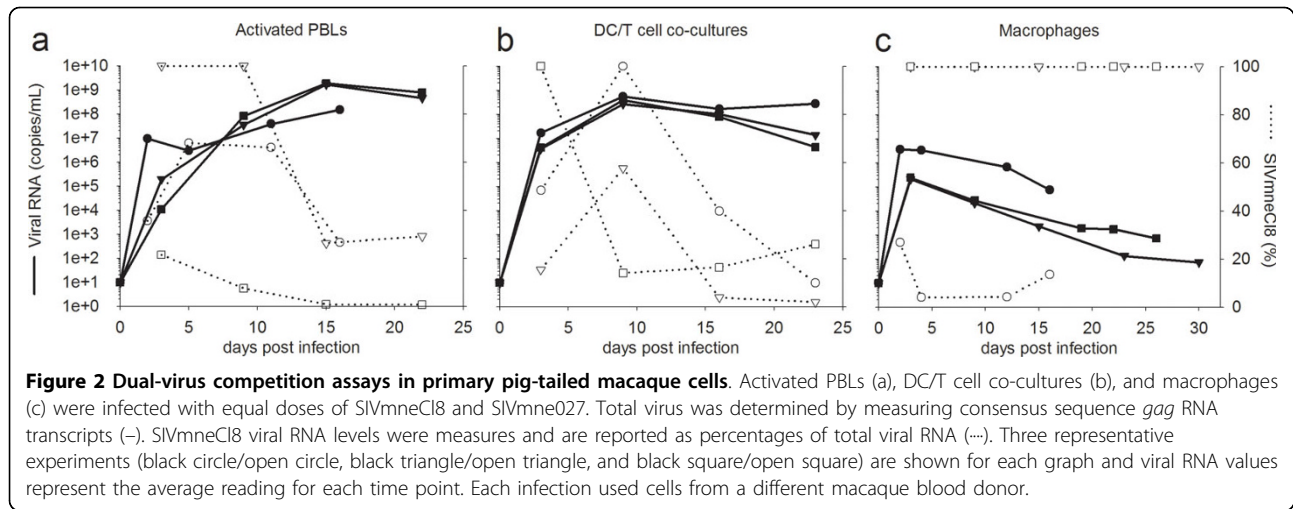 a
Activated PBLs
b
DC/T cell co-cultures
c
Macrophages
Viral RNA (copies/mL)
1e+10
1e+9
1e+8
1e+7
1e+6
1e+5
1e+4
1e+3
1e+2
1e+1
1e+0
0 5 10 15 20 25
days post infection
0 5 10 15 20 25
days post infection
0 5 10 15 20 25 30
days post infection
100
80
60
40
20
0
SIVmneCl8 (%)
Figure 2 Dual-virus competition assays in primary pig-tailed macaque cells. Activated PBLs (a), DC/T cell co-cultures (b), and macrophages
(c) were infected with equal doses of SIVmneCl8 and SIVmne027. Total virus was determined by measuring consensus sequence gag RNA
transcripts (–). SIVmneCl8 viral RNA levels were measures and are reported as percentages of total viral RNA (····). Three representative
experiments (black circle/open circle, black triangle/open triangle, and black square/open square) are shown for each graph and viral RNA values
represent the average reading for each time point. Each infection used cells from a different macaque blood donor.